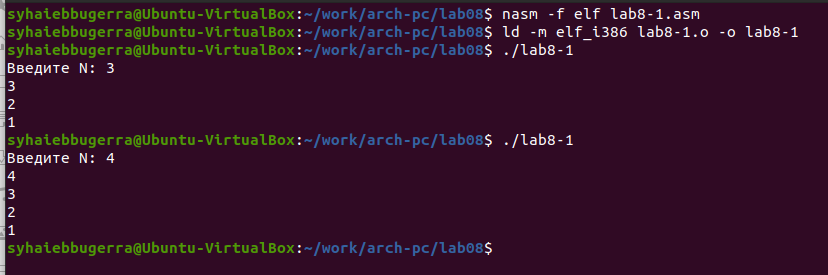 syhaiebbugerra@Ubuntu-VirtualBox:~/work/arch-pc/lab08$ nasm -f elf lab8-1.asm
syhaiebbugerra@Ubuntu-VirtualBox:~/work/arch-pc/lab08$ ld -m elf_i386 lab8-1.o -o lab8-1
syhaiebbugerra@Ubuntu-VirtualBox:~/work/arch-pc/lab08$ ./lab8-1
Введите N: 3
3
2
1
syhaiebbugerra@Ubuntu-VirtualBox:~/work/arch-pc/lab08$ ./lab8-1
Введите N: 4
4
3
2
1
syhaiebbugerra@Ubuntu-VirtualBox:~/work/arch-pc/lab08$